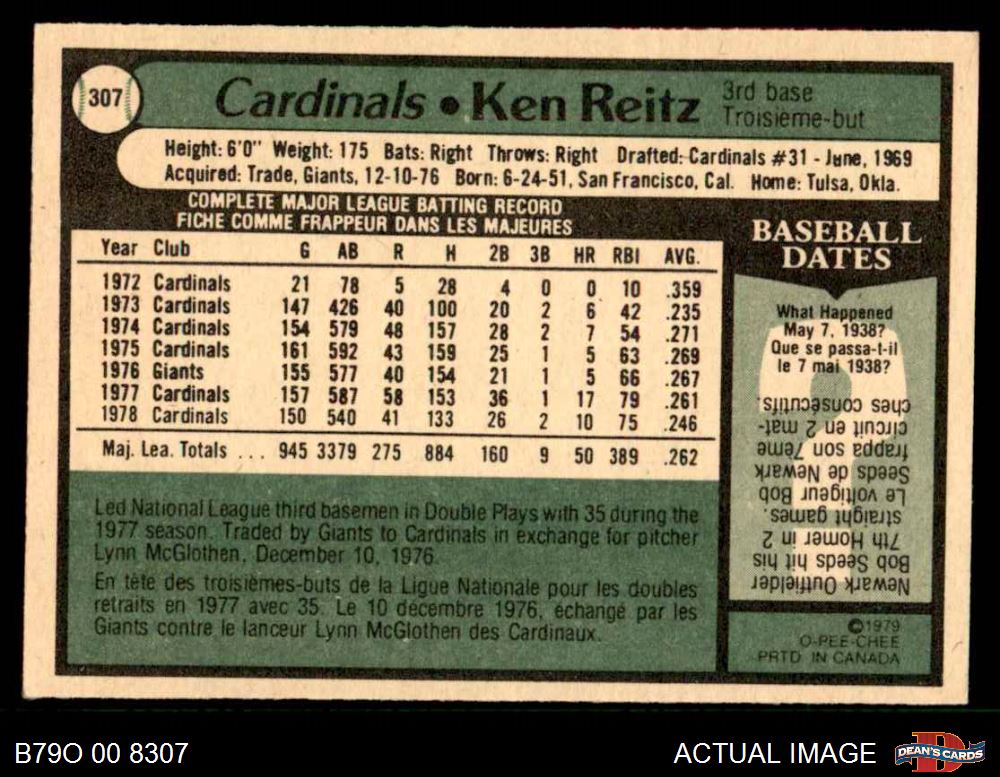 307
Cardinals • Ken Reitz
3rd base
Troisième-but
Height: 6'0" Weight: 175 Bats: Right Throws: Right Drafted: Cardinals #31 - June, 1969
Acquired: Trade, Giants, 12-10-76 Born: 6-24-51, San Francisco, Cal. Home: Tulsa, Okla.
COMPLETE MAJOR LEAGUE BATTING RECORD
FICHE COMME FRAPPEUR DANS LES MAJEURES
Year Club G AB R H 2B 3B HR RBI AVG.
1972 Cardinals 21 78 5 28 4 0 0 10 .359
1973 Cardinals 147 426 40 100 20 2 6 42 .235
1974 Cardinals 154 579 48 157 28 2 7 54 .271
1975 Cardinals 161 592 43 159 25 1 5 63 .269
1976 Giants 155 577 40 154 21 1 5 66 .267
1977 Cardinals 157 587 58 153 36 1 17 79 .261
1978 Cardinals 150 540 41 133 26 2 10 75 .246
Maj. Lea. Totals ... 945 3379 275 884 160 9 50 389 .262
Led National League third basemen in Double Plays with 35 during the
1977 season. Traded by Giants to Cardinals in exchange for pitcher
Lynn McGlothen, December 10, 1976.
En tête des troisièmes-buts de la Ligue Nationale pour les doubles
retraits en 1977 avec 35. Le 10 décembre 1976, échangé par les
Giants contre le lanceur Lynn McGlothen des Cardinaux.
BASEBALL
DATES
What Happened
May 7, 1938?
Que se passa-t-il
le 7 mai 1938?
Newark Outfielder
Bob Seeds hit his
7th Homer in 2
straight games.
Le voltigeur Bob
Seeds de Newark
frappa son 7ème
circuit en 2 mat-
ches consécutifs.
©1979
O-PEE-CHEE
PRTD. IN CANADA
B79O 00 8307
ACTUAL IMAGE
D
DEAN'S CARDS